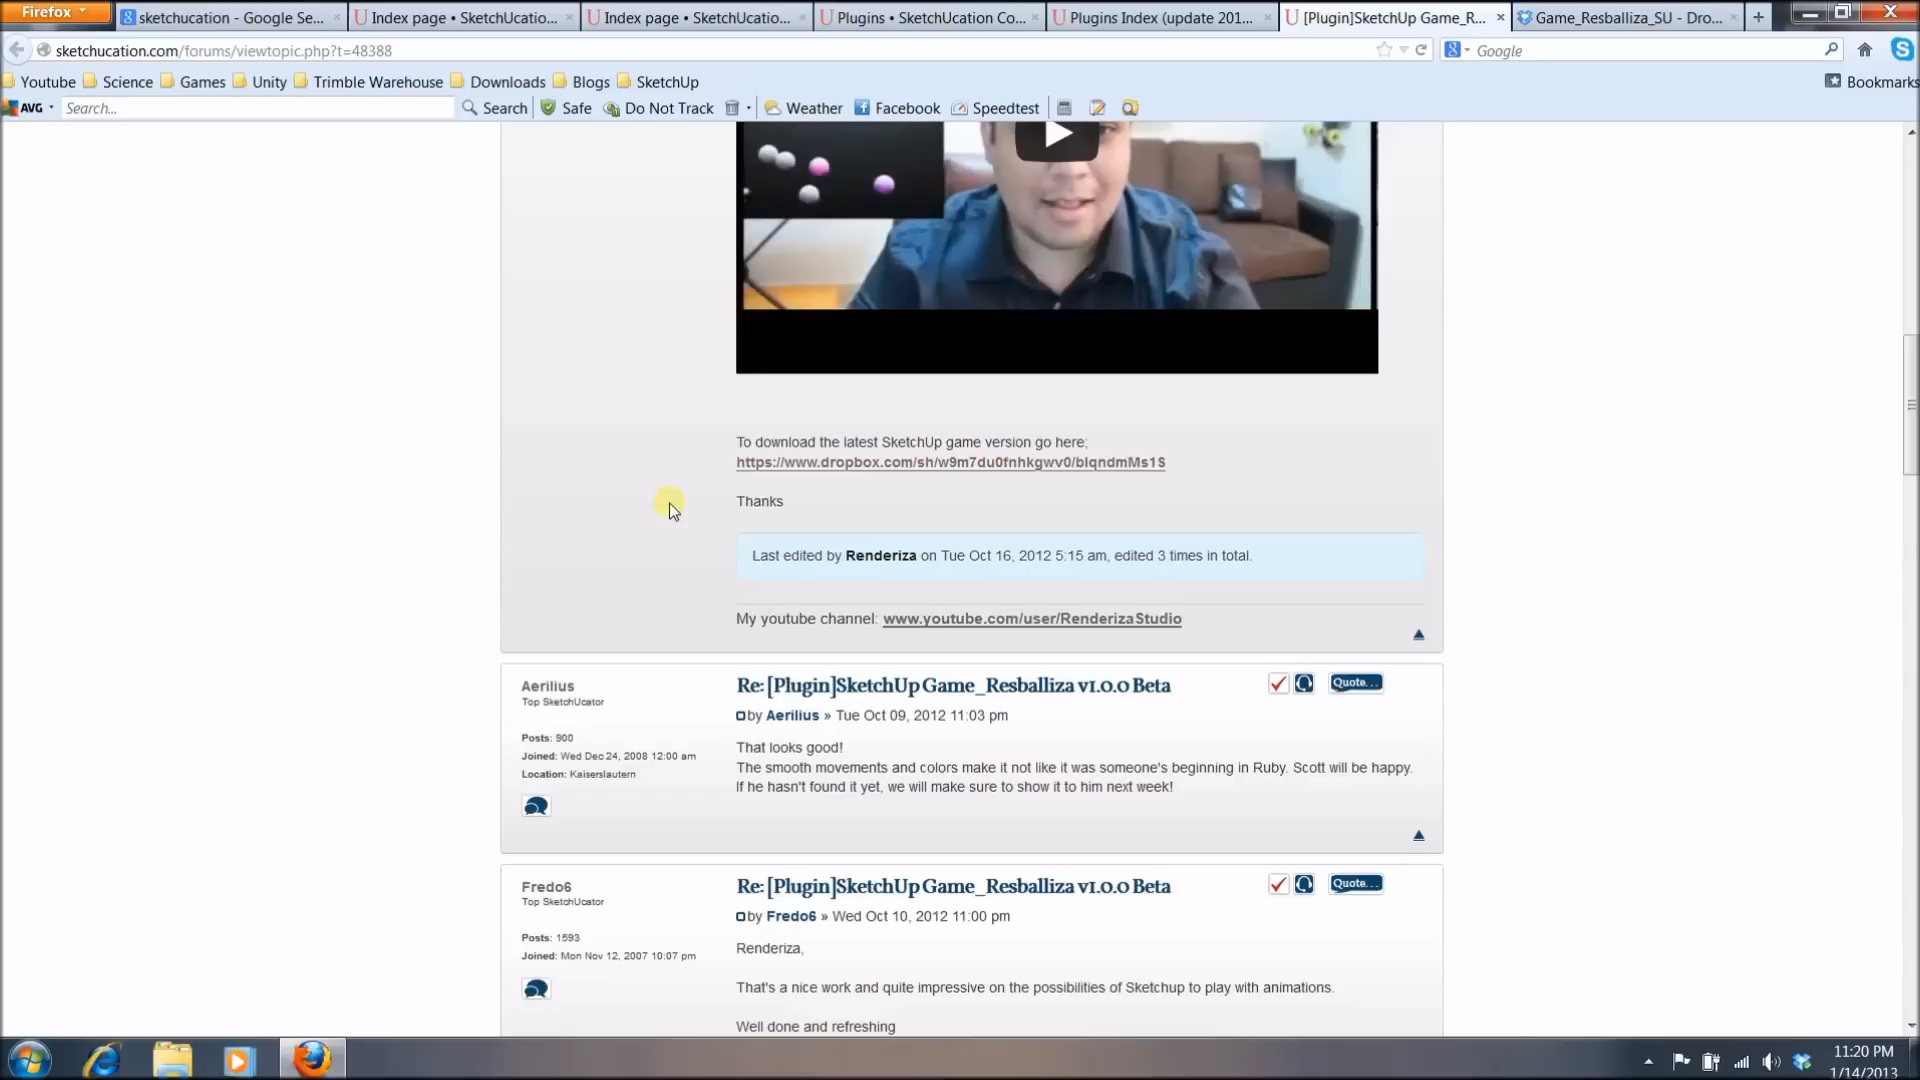 Firefox
sketchucation - Google Se...
Index page • SketchUcatio...
Index page • SketchUcatio...
Plugins • SketchUcation Co...
Plugins Index (update 201...
[Plugin]SketchUp Game_R...
Game_Resballiza_SU - Dro...
sketchucation.com/forums/viewtopic.php?t=48388
Google
Youtube Science Games Unity Trimble Warehouse Downloads Blogs SketchUp
Bookmarks
AVG Search... Search Safe Do Not Track Weather Facebook Speedtest
To download the latest SketchUp game version go here;
https://www.dropbox.com/sh/w9m7du0fnhkgwv0/bIqndmMs1S
Thanks
Last edited by Renderiza on Tue Oct 16, 2012 5:15 am, edited 3 times in total.
My youtube channel: www.youtube.com/user/RenderizaStudio
Aerilius
Top SketchUcator
Posts: 900
Joined: Wed Dec 24, 2008 12:00 am
Location: Kaiserslautern
Re: [Plugin]SketchUp Game_Resballiza v1.0.0 Beta
Quote...
by Aerilius » Tue Oct 09, 2012 11:03 pm
That looks good!
The smooth movements and colors make it not like it was someone's beginning in Ruby. Scott will be happy.
If he hasn't found it yet, we will make sure to show it to him next week!
Fredo6
Top SketchUcator
Posts: 1593
Joined: Mon Nov 12, 2007 10:07 pm
Re: [Plugin]SketchUp Game_Resballiza v1.0.0 Beta
Quote...
by Fredo6 » Wed Oct 10, 2012 11:00 pm
Renderiza,
That's a nice work and quite impressive on the possibilities of Sketchup to play with animations.
Well done and refreshing
11:20 PM
1/14/2013